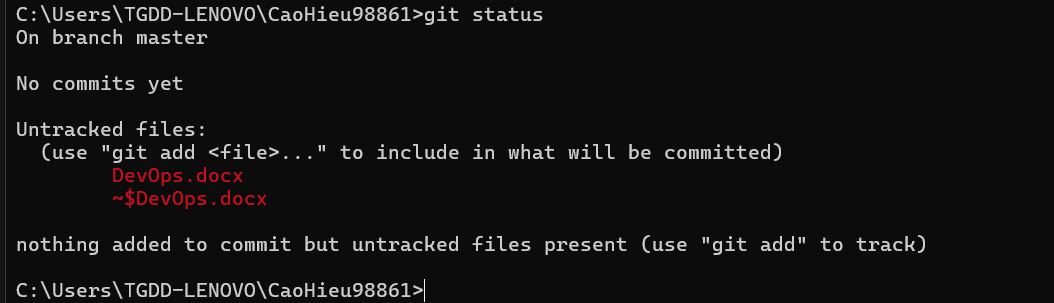 C:\Users\TGDD-LENOVO\CaoHieu98861>git status
On branch master
No commits yet
Untracked files:
(use "git add <file>..." to include in what will be committed)
DevOps.docx
~$DevOps.docx
nothing added to commit but untracked files present (use "git add" to track)
C:\Users\TGDD-LENOVO\CaoHieu98861>